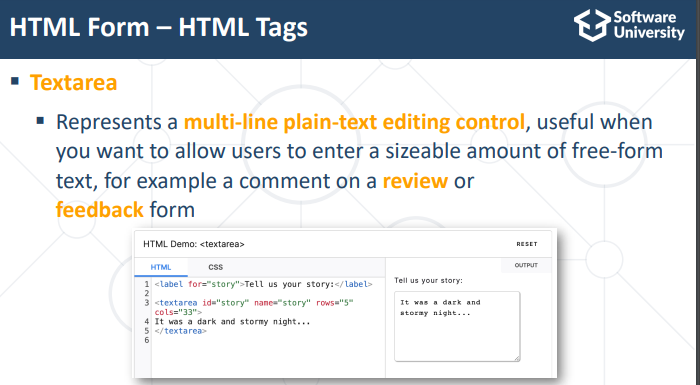 HTML Form – HTML Tags
Software
University
▪ Textarea
▪ Represents a multi-line plain-text editing control, useful when
you want to allow users to enter a sizeable amount of free-form
text, for example a comment on a review or
feedback form
HTML Demo: <textarea>
RESET
HTML
CSS
OUTPUT
1 <label for="story">Tell us your story:</label>
2
3 <textarea id="story" name="story" rows="5"
cols="33">
4 It was a dark and stormy night...
5 </textarea>
6
Tell us your story:
It was a dark and
stormy night...